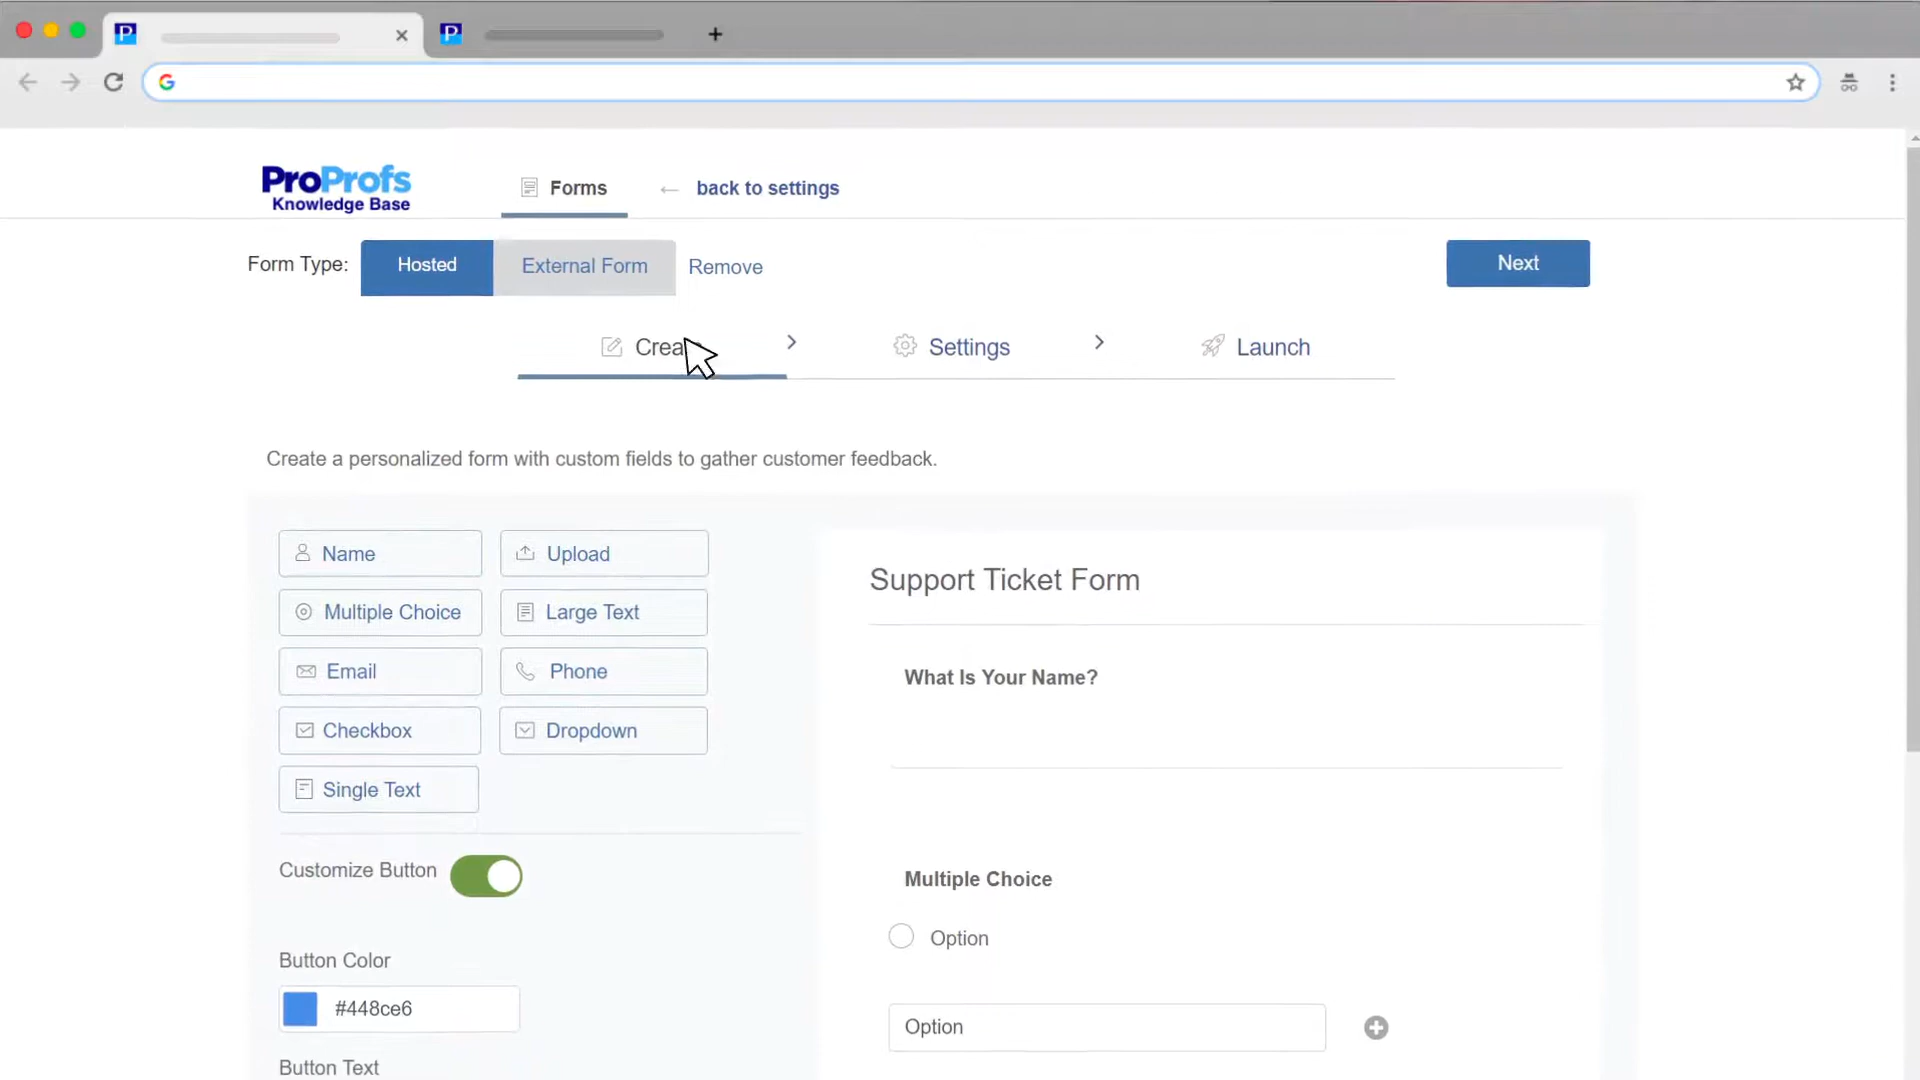 ProProfs
Knowledge Base
Forms
← back to settings
Form Type:
Hosted
External Form
Remove
Next
Settings
Launch
Create a personalized form with custom fields to gather customer feedback.
Name
Upload
Multiple Choice
Large Text
Email
Phone
Checkbox
Dropdown
Single Text
Customize Button
Button Color
#448ce6
Button Text
Support Ticket Form
What Is Your Name?
Multiple Choice
Option
Option